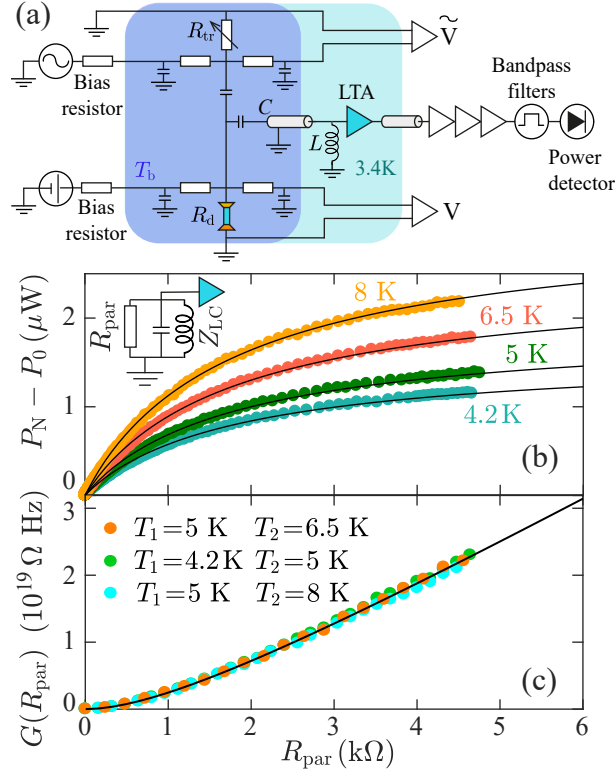 (a)
R_tr
Ṽ
Bias
resistor
C
LTA
Bandpass
filters
L
T_b
3.4K
Power
detector
Bias
resistor
R_d
V
P_N − P_0 (μW)
2
1
0
R_par
Z_LC
8 K
6.5 K
5 K
4.2 K
(b)
G(R_par) (10^19 Ω Hz)
3
2
1
0
T_1=5 K T_2=6.5 K
T_1=4.2K T_2=5 K
T_1=5 K T_2=8 K
(c)
0 1 2 3 4 5 6
R_par (kΩ)